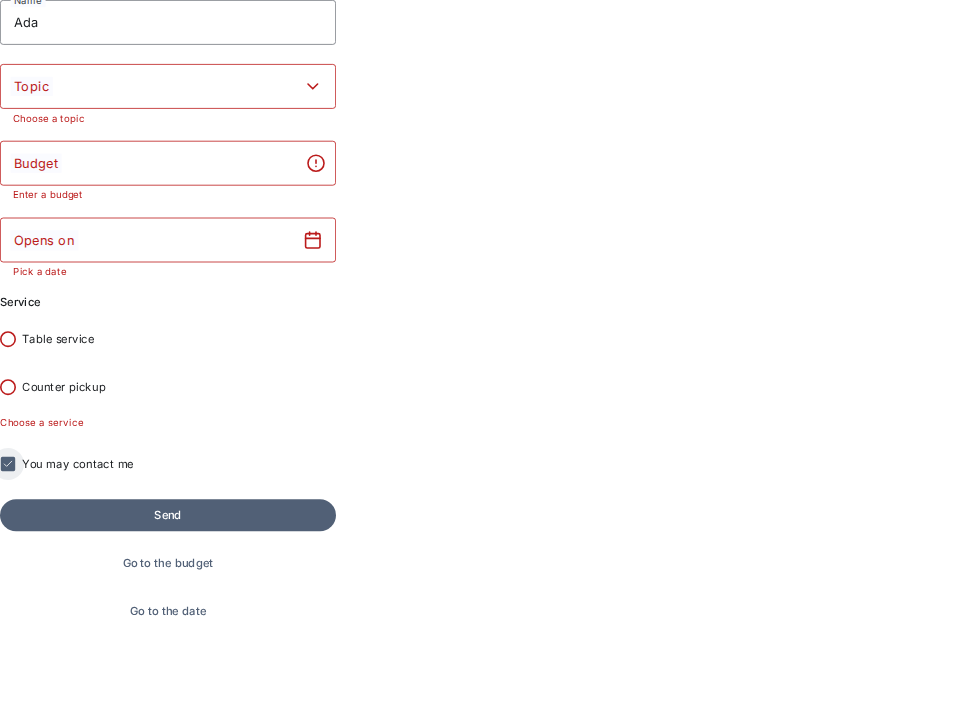 Name
Ada
Topic
Choose a topic
Budget
Enter a budget
Opens on
Pick a date
Service
Table service
Counter pickup
Choose a service
You may contact me
Send
Go to the budget
Go to the date